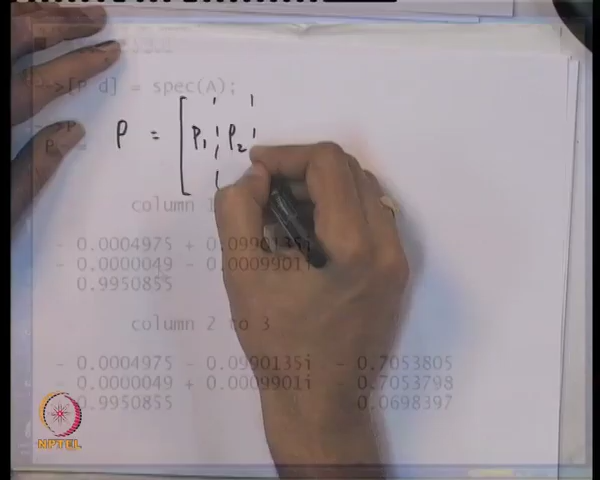 -->[P d] = spec(A);
-->P
P =
P = [ P1 P2
column 1
- 0.0004975 + 0.0990135i
- 0.0000049 - 0.0009901i
0.9950855
column 2 to 3
- 0.0004975 - 0.0990135i - 0.7053805
- 0.0000049 + 0.0009901i 0.7053798
0.9950855 0.0698397
NPTEL